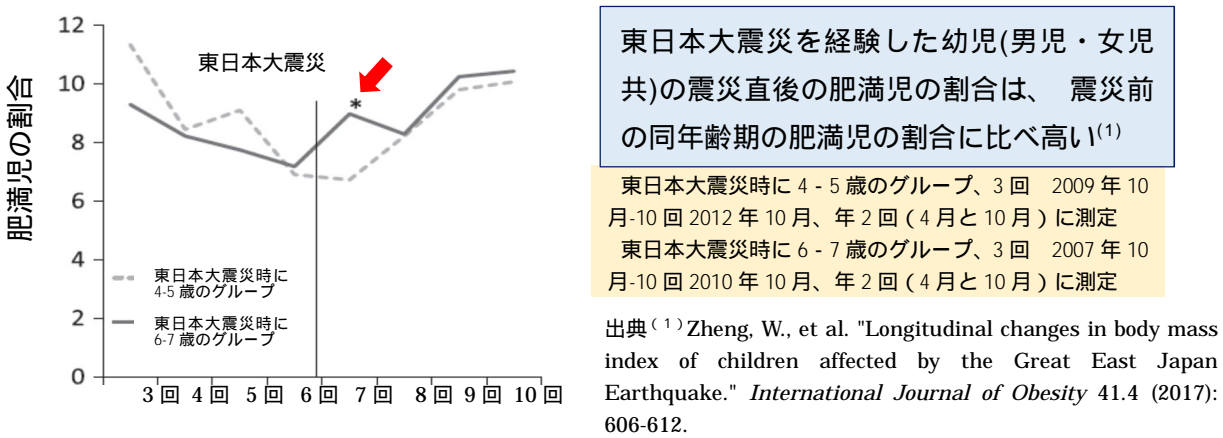 12
10
8
6
4
2
0
肥満児の割合
東日本大震災
*
東日本大震災時に
4-5 歳のグループ
東日本大震災時に
6-7 歳のグループ
3 回 4 回 5 回 6 回 7 回 8 回 9 回 10 回
東日本大震災を経験した幼児(男児・女児
共)の震災直後の肥満児の割合は、 震災前
の同年齢期の肥満児の割合に比べ高い(1)
東日本大震災時に 4 - 5 歳のグループ、3 回 2009 年 10
月-10 回 2012 年 10 月、年 2 回(4 月と 10 月)に測定
東日本大震災時に 6 - 7 歳のグループ、3 回 2007 年 10
月-10 回 2010 年 10 月、年 2 回(4 月と 10 月)に測定
出典(1)Zheng, W., et al. "Longitudinal changes in body mass
index of children affected by the Great East Japan
Earthquake." International Journal of Obesity 41.4 (2017):
606-612.